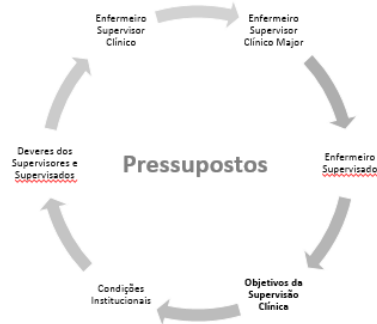 Enfermeiro
Supervisor
Clínico
Enfermeiro
Supervisor
Clínico Major
Enfermeiro
Supervisado
Objetivos da
Supervisão
Clínica
Condições
Institucionais
Deveres dos
Supervisores e
Supervisados
Pressupostos